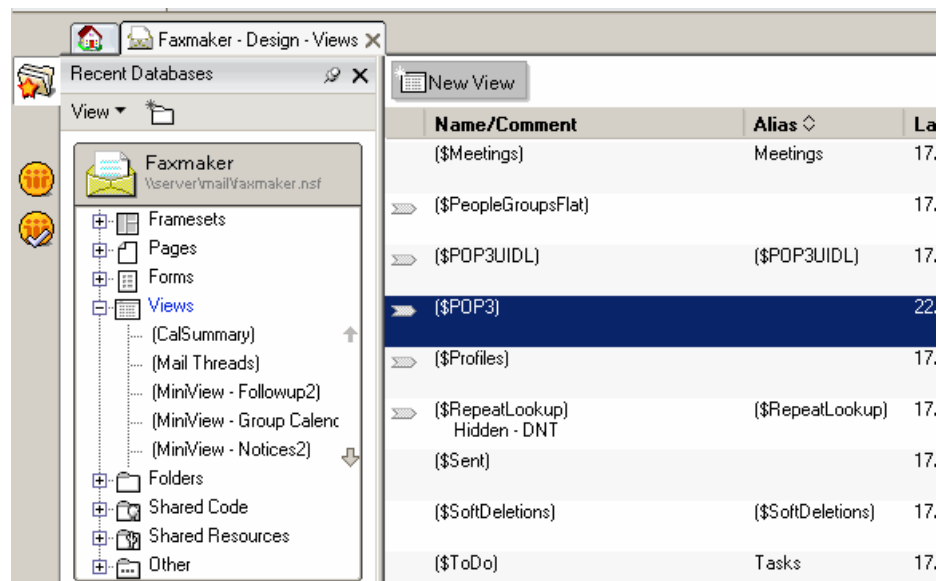 Faxmaker - Design - Views
Recent Databases
View
Faxmaker
\\server\mail\faxmaker.nsf
Framesets
Pages
Forms
Views
(CalSummary)
(Mail Threads)
(MiniView - Followup2)
(MiniView - Group Calenc
(MiniView - Notices2)
Folders
Shared Code
Shared Resources
Other
New View
Name/Comment Alias La
($Meetings) Meetings 17.
($PeopleGroupsFlat) 17.
($POP3UIDL) ($POP3UIDL) 17.
($POP3) 22.
($Profiles) 17.
($RepeatLookup) ($RepeatLookup) 17.
Hidden - DNT
($Sent) 17.
($SoftDeletions) ($SoftDeletions) 17.
($ToDo) Tasks 17.